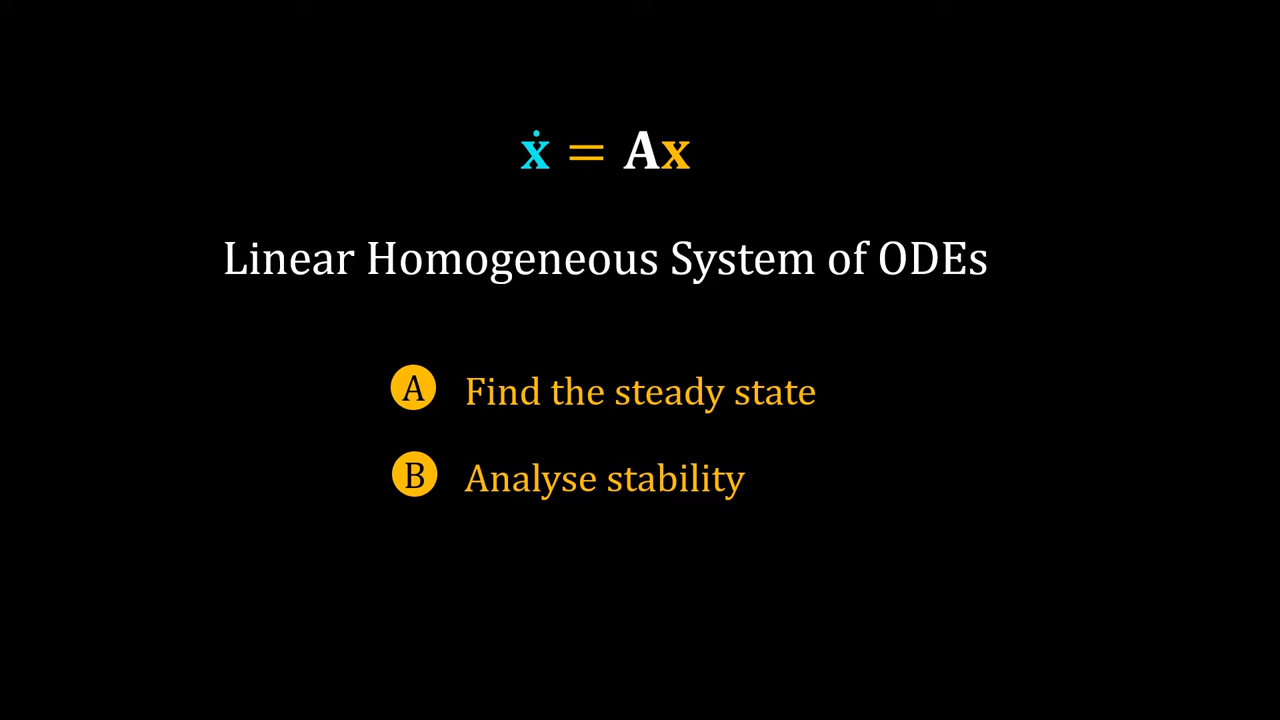 ẋ = Ax
Linear Homogeneous System of ODEs
A Find the steady state
B Analyse stability